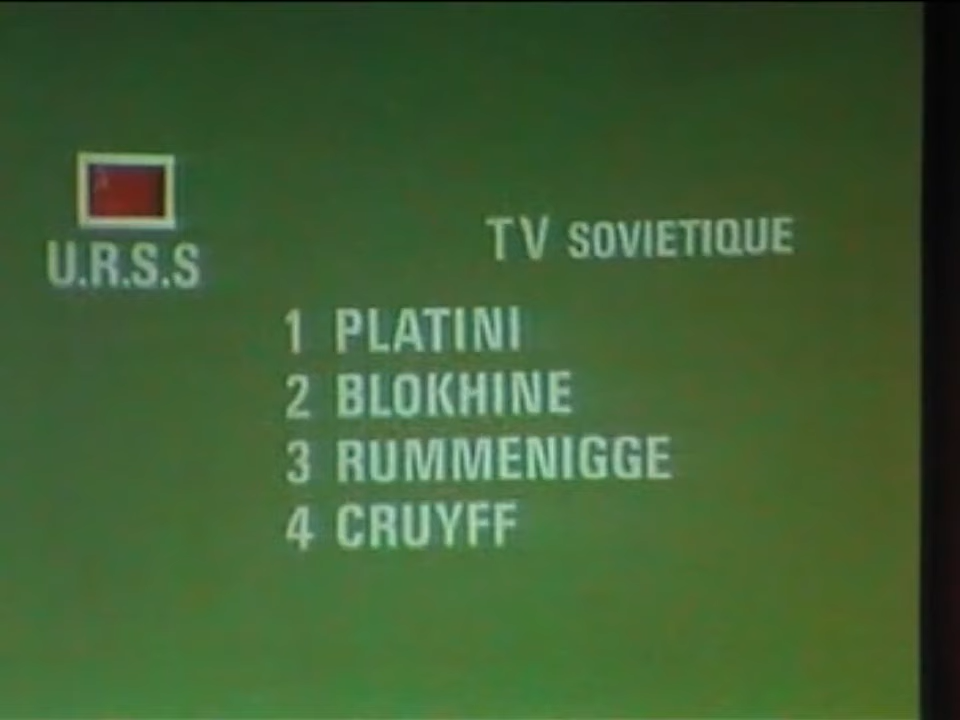 U.R.S.S
TV SOVIETIQUE
1 PLATINI
2 BLOKHINE
3 RUMMENIGGE
4 CRUYFF